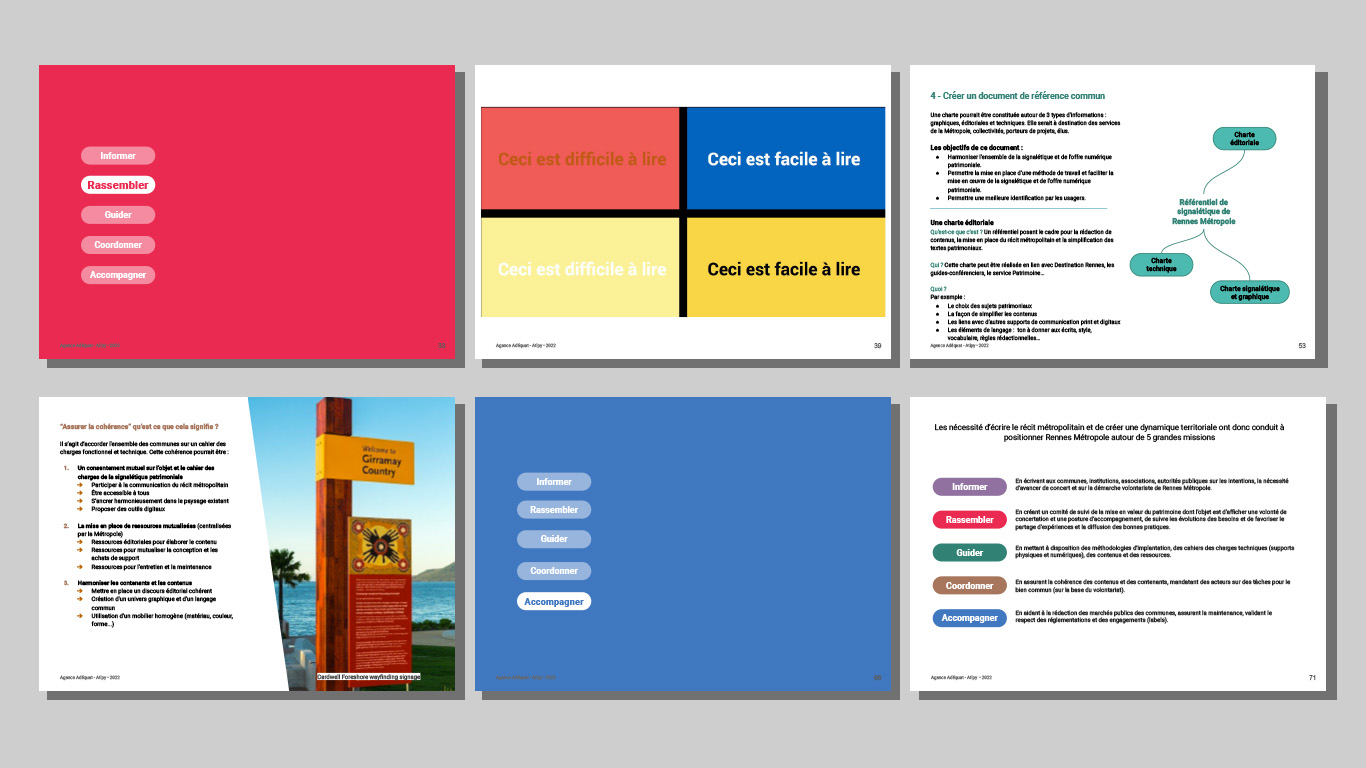 Informer
Rassembler
Guider
Coordonner
Accompagner
Ceci est difficile à lire
Ceci est facile à lire
Ceci est difficile à lire
Ceci est facile à lire
Agence Adéquat - Atipy - 2022
39
4 - Créer un document de référence commun
Une charte pourrait être constituée autour de 3 types d'informations :
graphiques, éditoriales et techniques. Elle serait à destination des services
de la Métropole, collectivités, porteurs de projets, élus.
Les objectifs de ce document :
● Harmoniser l'ensemble de la signalétique et de l'offre numérique
patrimoniale.
● Permettre la mise en place d'une méthode de travail et faciliter la
mise en œuvre de la signalétique et de l'offre numérique
patrimoniale.
● Permettre une meilleure identification par les usagers.
Une charte éditoriale
Qu'est-ce que c'est ? Un référentiel posant le cadre pour la rédaction de
contenus, la mise en place du récit métropolitain et la simplification des
textes patrimoniaux.
Qui ? Cette charte peut être réalisée en lien avec Destination Rennes, les
guides-conférenciers, le service Patrimoine...
Quoi ?
Par exemple :
● Le choix des sujets patrimoniaux
● La façon de simplifier les contenus
● Les liens avec d'autres supports de communication print et digitaux
● Les éléments de langage : ton à donner aux écrits, style,
vocabulaire, règles rédactionnelles...
Agence Adéquat - Atipy - 2022
53
Charte
éditoriale
Référentiel de
signalétique de
Rennes Métropole
Charte
technique
Charte signalétique
et graphique
"Assurer la cohérence" qu'est ce que cela signifie ?
Il s'agit d'accorder l'ensemble des communes sur un cahier des
charges fonctionnel et technique. Cette cohérence pourrait être :
1. Un consentement mutuel sur l'objet et le cahier des
charges de la signalétique patrimoniale
➔ Participer à la communication du récit métropolitain
➔ Être accessible à tous
➔ S'ancrer harmonieusement dans le paysage existant
➔ Proposer des outils digitaux
2. La mise en place de ressources mutualisées (centralisées
par la Métropole)
➔ Ressources éditoriales pour élaborer le contenu
➔ Ressources pour mutualiser la conception et les
achats de support
➔ Ressources pour l'entretien et la maintenance
3. Harmoniser les contenants et les contenus
➔ Mettre en place un discours éditorial cohérent
➔ Création d'un univers graphique et d'un langage
commun
➔ Utilisation d'un mobilier homogène (matériau, couleur,
forme...)
Agence Adéquat - Atipy - 2022
Welcome to
Girramay
Country
Cardwell Foreshore wayfinding signage
Informer
Rassembler
Guider
Coordonner
Accompagner
Les nécessité d'écrire le récit métropolitain et de créer une dynamique territoriale ont donc conduit à
positionner Rennes Métropole autour de 5 grandes missions
Informer
En écrivant aux communes, institutions, associations, autorités publiques sur les intentions, la nécessité
d'avancer de concert et sur la démarche volontariste de Rennes Métropole.
Rassembler
En créant un comité de suivi de la mise en valeur du patrimoine dont l'objet est d'afficher une volonté de
concertation et une posture d'accompagnement, de suivre les évolutions des besoins et de favoriser le
partage d'expériences et la diffusion des bonnes pratiques.
Guider
En mettant à disposition des méthodologies d'implantation, des cahiers des charges techniques (supports
physiques et numériques), des contenus et des ressources.
Coordonner
En assurant la cohérence des contenus et des contenants, mandatant des acteurs sur des tâches pour le
bien commun (sur la base du volontariat).
Accompagner
En aidant à la rédaction des marchés publics des communes, assurant la maintenance, validant le
respect des réglementations et des engagements (labels).
Agence Adéquat - Atipy - 2022
71